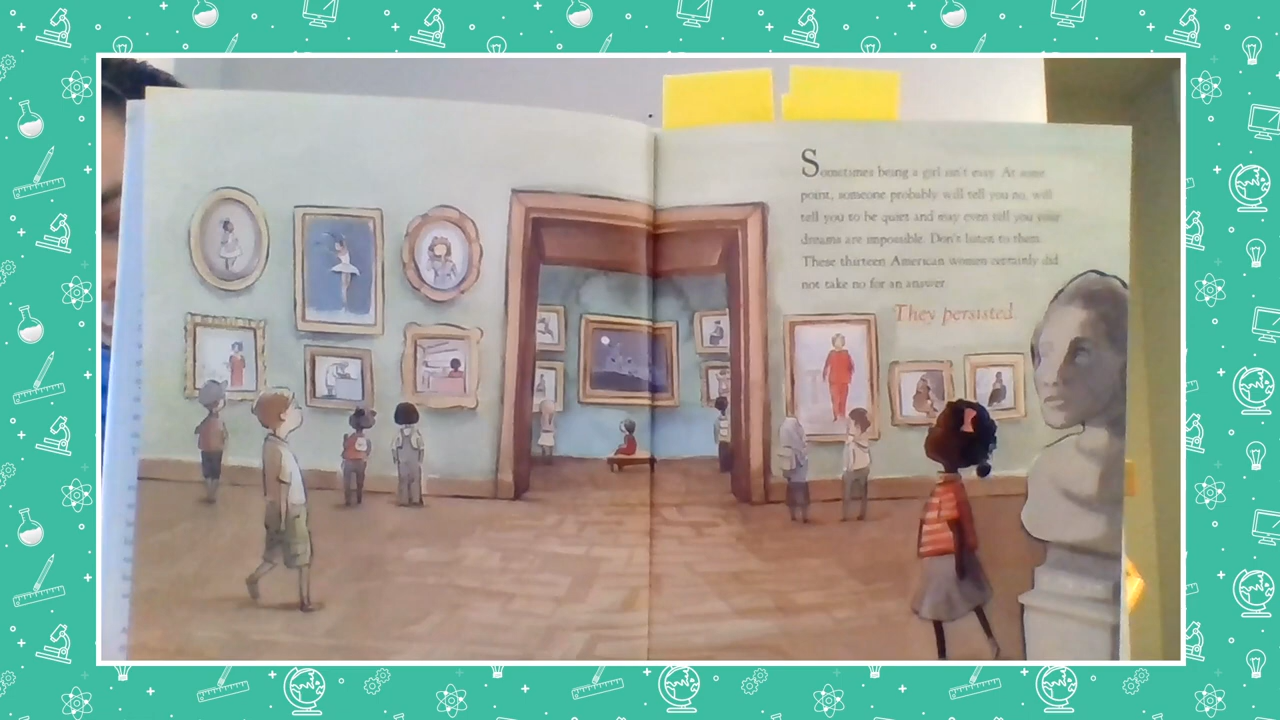 Sometimes being a girl isn't easy. At some
point, someone probably will tell you no, will
tell you to be quiet and may even tell you your
dreams are impossible. Don't listen to them.
These thirteen American women certainly did
not take no for an answer.
They persisted.